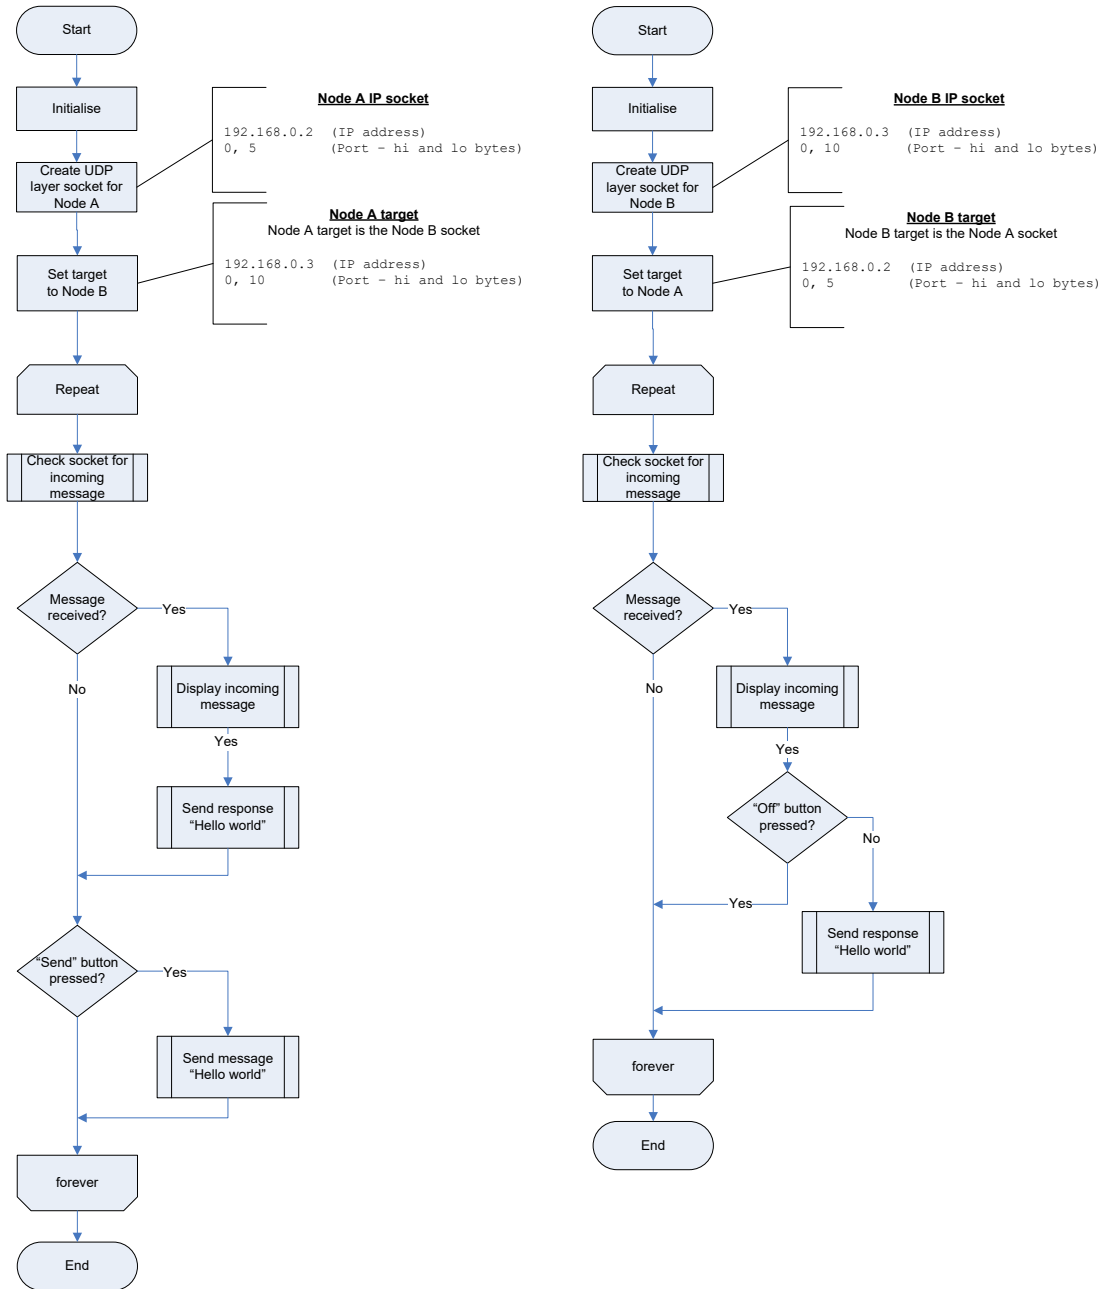 Start
Initialise
Create UDP
layer socket for
Node A
Node A IP socket
192.168.0.2 (IP address)
0, 5 (Port – hi and lo bytes)
Set target
to Node B
Node A target
Node A target is the Node B socket
192.168.0.3 (IP address)
0, 10 (Port – hi and lo bytes)
Repeat
Check socket for
incoming
message
Message
received?
Yes
No
Display incoming
message
Yes
Send response
“Hello world”
“Send” button
pressed?
Yes
Send message
“Hello world”
forever
End
Start
Initialise
Create UDP
layer socket for
Node B
Node B IP socket
192.168.0.3 (IP address)
0, 10 (Port – hi and lo bytes)
Set target
to Node A
Node B target
Node B target is the Node A socket
192.168.0.2 (IP address)
0, 5 (Port – hi and lo bytes)
Repeat
Check socket for
incoming
message
Message
received?
Yes
No
Display incoming
message
Yes
“Off” button
pressed?
No
Yes
Send response
“Hello world”
forever
End